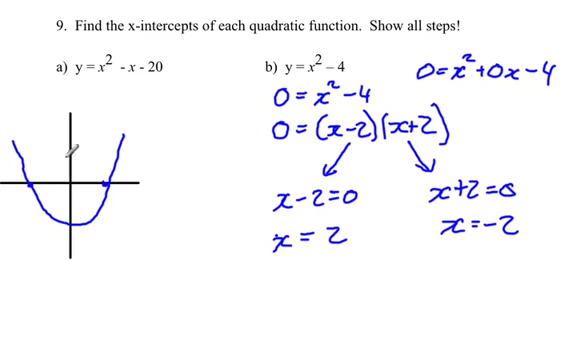 9. Find the x-intercepts of each quadratic function. Show all steps!
a) y = x² - x - 20
b) y = x² – 4
0 = x² + 0x - 4
0 = x² - 4
0 = (x-2)(x+2)
x - 2 = 0
x + 2 = 0
x = 2
x = -2